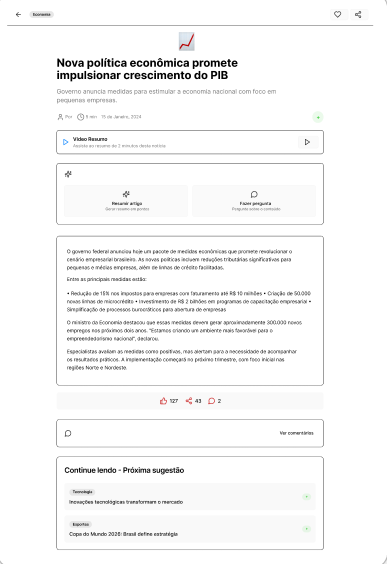 Economia
Nova política econômica promete
impulsionar crescimento do PIB
Governo anuncia medidas para estimular a economia nacional com foco em
pequenas empresas.
Por 5 min 15 de Janeiro, 2024
Vídeo Resumo
Assista ao resumo de 2 minutos desta notícia
Resumir artigo
Gerar resumo em pontos
Fazer pergunta
Pergunte sobre o conteúdo
O governo federal anunciou hoje um pacote de medidas econômicas que promete revolucionar o
cenário empresarial brasileiro. As novas políticas incluem reduções tributárias significativas para
pequenas e médias empresas, além de linhas de crédito facilitadas.
Entre as principais medidas estão:
• Redução de 15% nos impostos para empresas com faturamento até R$ 10 milhões • Criação de 50.000
novas linhas de microcrédito • Investimento de R$ 2 bilhões em programas de capacitação empresarial •
Simplificação de processos burocráticos para abertura de empresas
O ministro da Economia destacou que essas medidas devem gerar aproximadamente 300.000 novos
empregos nos próximos dois anos. "Estamos criando um ambiente mais favorável para o
empreendedorismo nacional", declarou.
Especialistas avaliam as medidas como positivas, mas alertam para a necessidade de acompanhar
os resultados práticos. A implementação começará no próximo trimestre, com foco inicial nas
regiões Norte e Nordeste.
127 43 2
Ver comentários
Continue lendo - Próxima sugestão
Tecnologia
Inovações tecnológicas transformam o mercado
Esportes
Copa do Mundo 2026: Brasil define estratégia